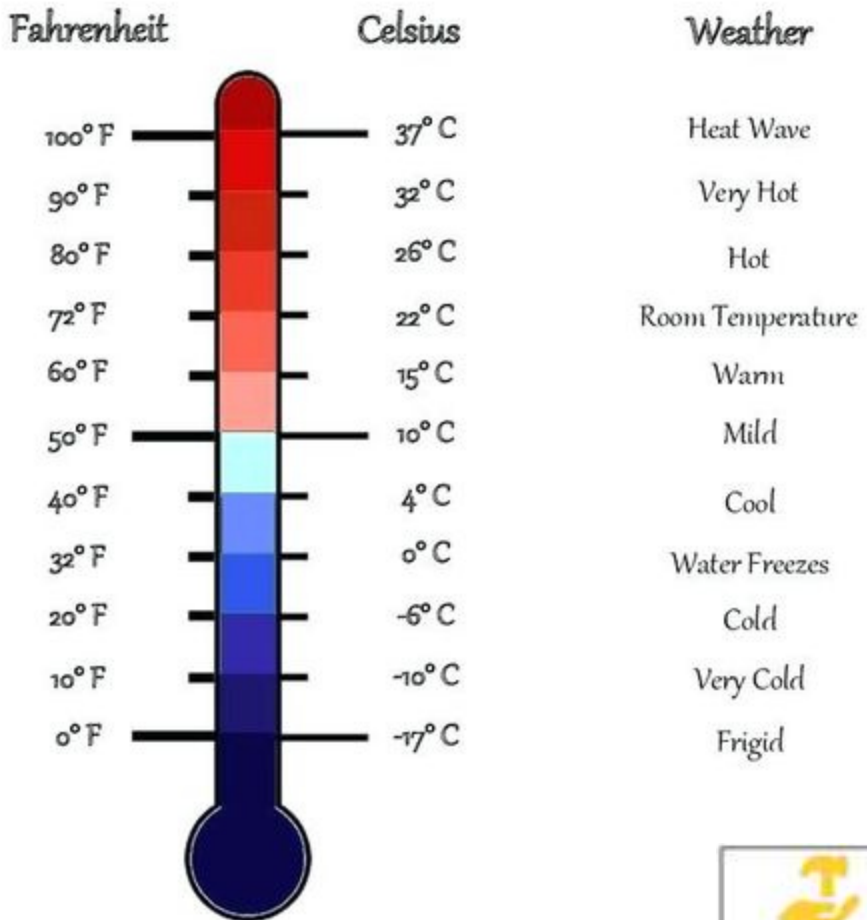 Fahrenheit Celsius Weather
100° F 37° C Heat Wave
90° F 32° C Very Hot
80° F 26° C Hot
72° F 22° C Room Temperature
60° F 15° C Warm
50° F 10° C Mild
40° F 4° C Cool
32° F 0° C Water Freezes
20° F -6° C Cold
10° F -10° C Very Cold
0° F -17° C Frigid